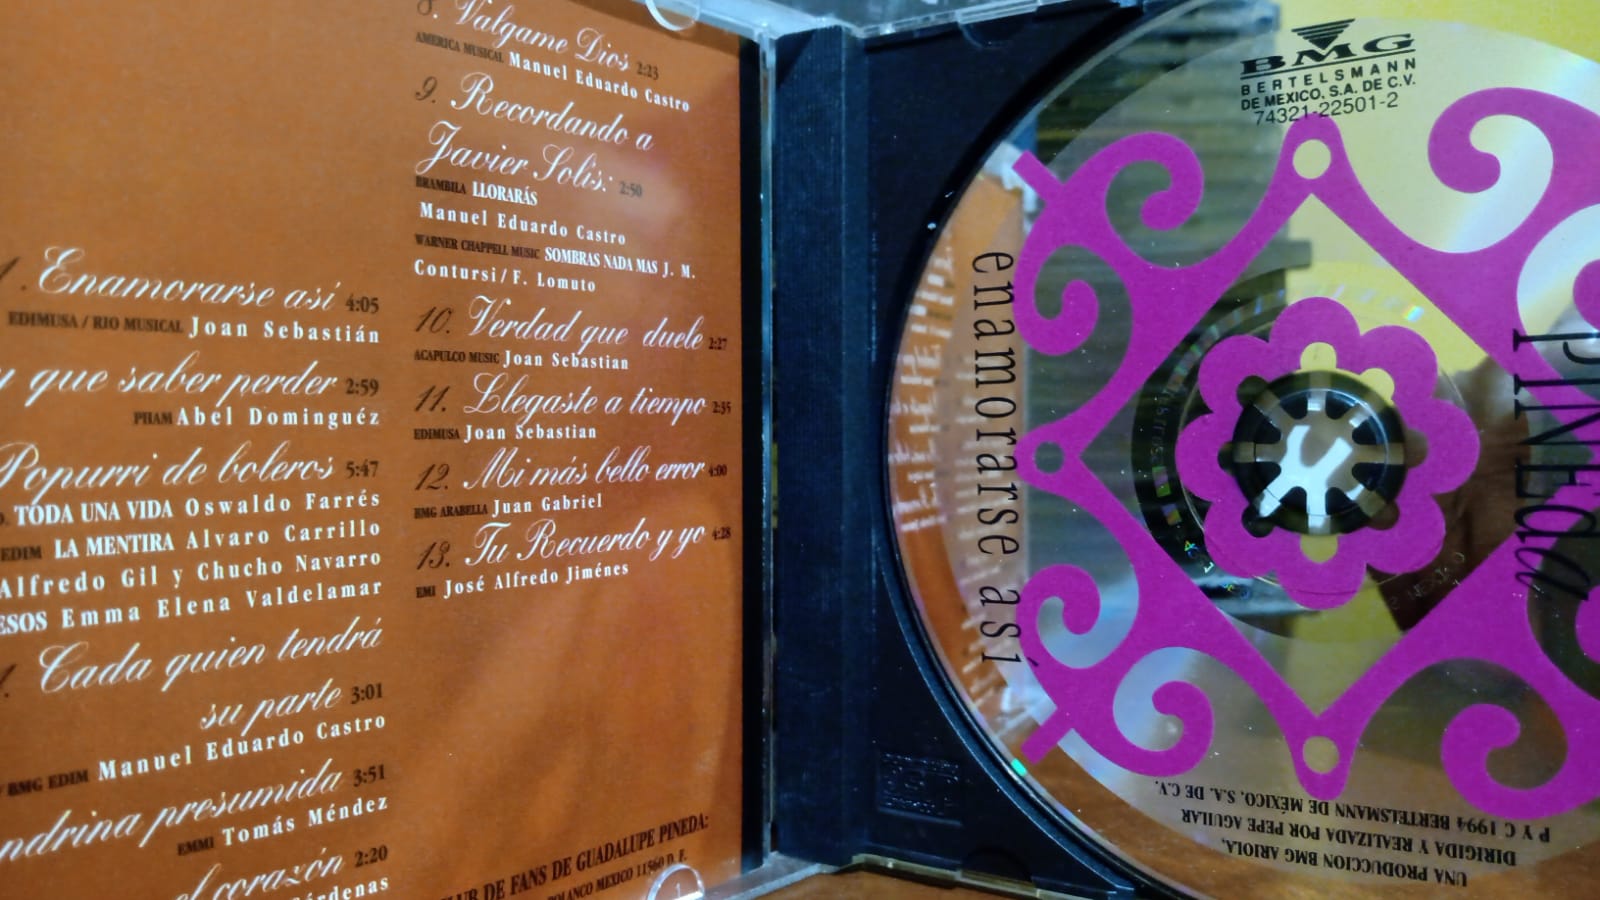 1. Enamorarse así 4:05
EDIMUSA / RIO MUSICAL Joan Sebastián
que saber perder 2:59
PHAM Abel Dominguéz
Popurri de boleros 5:47
TODA UNA VIDA Oswaldo Farrés
EDIM LA MENTIRA Alvaro Carrillo
Alfredo Gil y Chucho Navarro
Emma Elena Valdelamar
Cada quien tendrá
su parte 3:01
BMG EDIM Manuel Eduardo Castro
presumida 3:51
EMMI Tomás Méndez
el corazón 2:20
8. Valgame Dios 2:23
AMERICA MUSICAL Manuel Eduardo Castro
9. Recordando a
Javier Solis: 2:50
BRAMBILA LLORARÁS
Manuel Eduardo Castro
WARNER CHAPPELL MUSIC SOMBRAS NADA MAS J. M.
Contursi / F. Lomuto
10. Verdad que duele 2:27
ACAPULCO MUSIC Joan Sebastian
11. Llegaste a tiempo 2:35
EDIMUSA Joan Sebastian
12. Mi más bello error 4:00
BMG ARABELLA Juan Gabriel
13. Tu Recuerdo y yo 4:28
EMI José Alfredo Jiménes
DE FANS DE GUADALUPE PINEDA:
POLANCO MEXICO 11560 D. F.
BMG
BERTELSMANN
DE MEXICO, S.A. DE C.V.
74321-22501-2
enamorarse así
PINEda
UNA PRODUCCION BMG ARIOLA,
DIRIGIDA Y REALIZADA POR PEPE AGUILAR
P Y C 1994 BERTELSMANN DE MÉXICO, S.A. DE C.V.